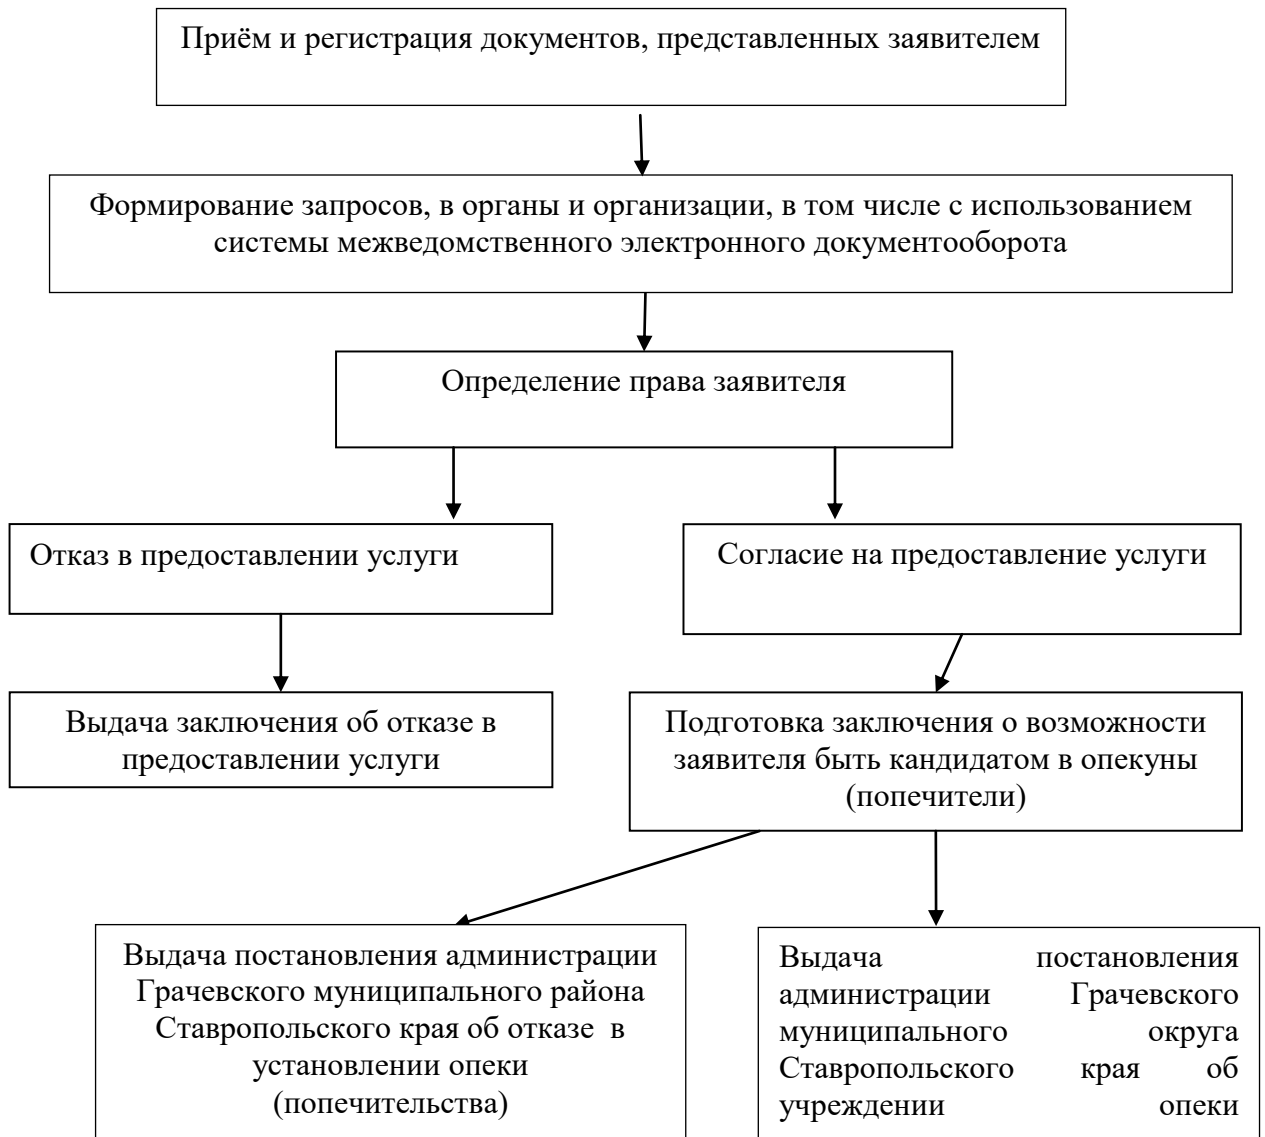 Приём и регистрация документов, представленных заявителем
Формирование запросов, в органы и организации, в том числе с использованием
системы межведомственного электронного документооборота
Определение права заявителя
Отказ в предоставлении услуги
Согласие на предоставление услуги
Выдача заключения об отказе в
предоставлении услуги
Подготовка заключения о возможности
заявителя быть кандидатом в опекуны
(попечители)
Выдача постановления администрации
Грачевского муниципального района
Ставропольского края об отказе в
установлении опеки
(попечительства)
Выдача постановления
администрации Грачевского
муниципального округа
Ставропольского края об
учреждении опеки